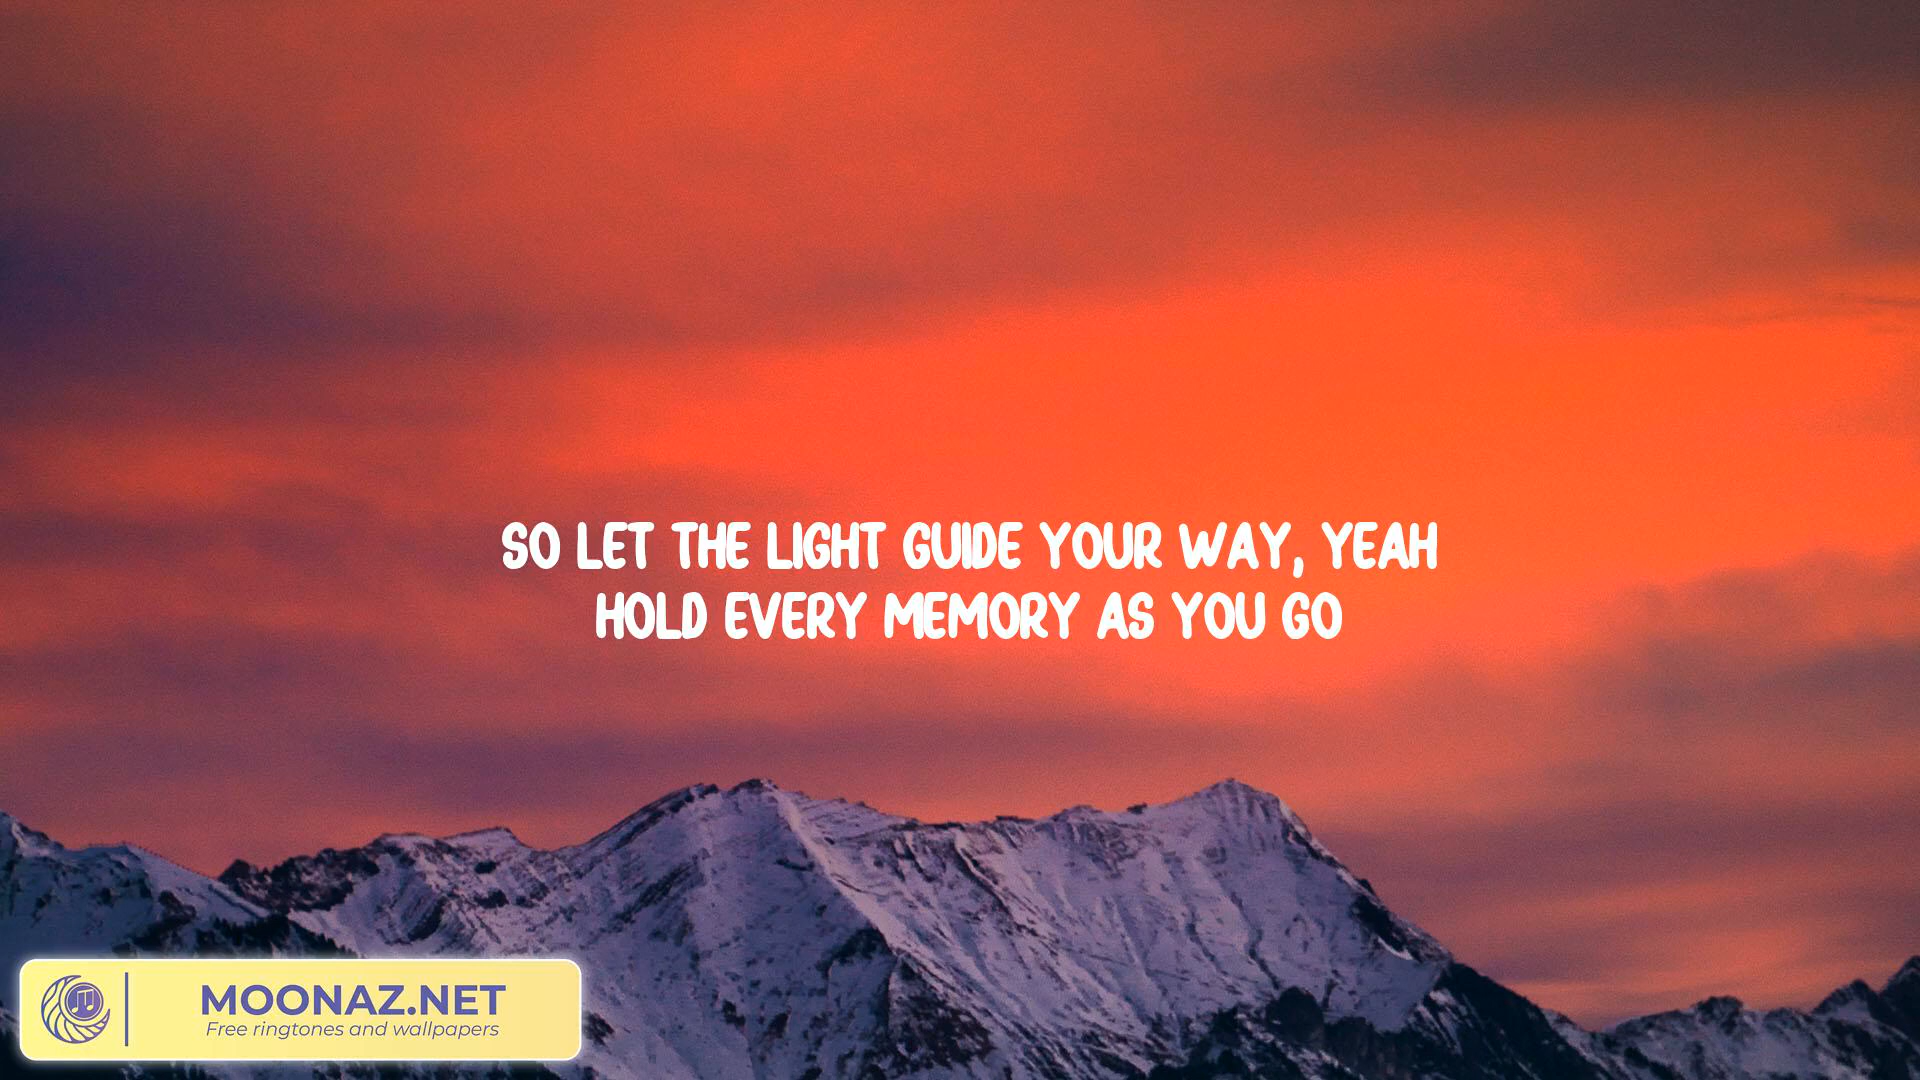 SO LET THE LIGHT GUIDE YOUR WAY, YEAH
HOLD EVERY MEMORY AS YOU GO
MOONAZ.NET
Free ringtones and wallpapers